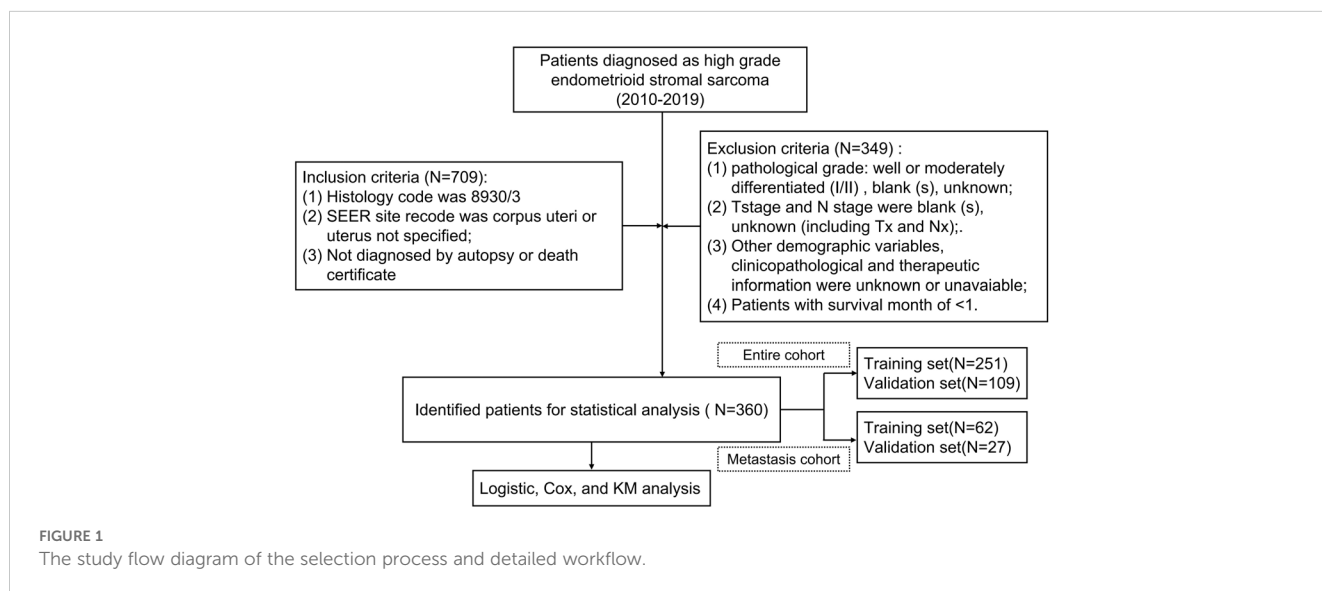 Patients diagnosed as high grade
endometrioid stromal sarcoma
(2010-2019)
Inclusion criteria (N=709):
(1) Histology code was 8930/3
(2) SEER site recode was corpus uteri or
uterus not specified;
(3) Not diagnosed by autopsy or death
certificate
Exclusion criteria (N=349) :
(1) pathological grade: well or moderately
differentiated (I/II) , blank (s), unknown;
(2) Tstage and N stage were blank (s),
unknown (including Tx and Nx);.
(3) Other demographic variables,
clinicopathological and therapeutic
information were unknown or unavaiable;
(4) Patients with survival month of <1.
Entire cohort
Training set(N=251)
Validation set(N=109)
Identified patients for statistical analysis ( N=360)
Training set(N=62)
Validation set(N=27)
Metastasis cohort
Logistic, Cox, and KM analysis
FIGURE 1
The study flow diagram of the selection process and detailed workflow.